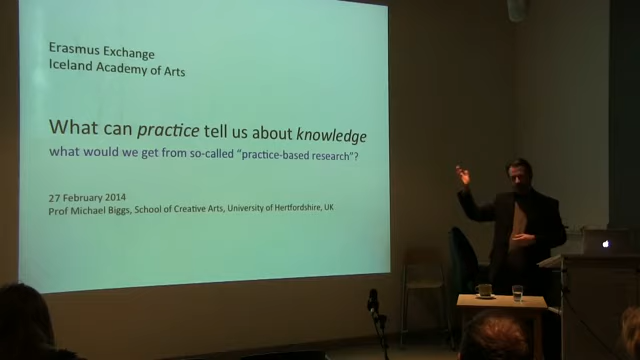 Erasmus Exchange
Iceland Academy of Arts
What can practice tell us about knowledge
what would we get from so-called “practice-based research”?
27 February 2014
Prof Michael Biggs, School of Creative Arts, University of Hertfordshire, UK